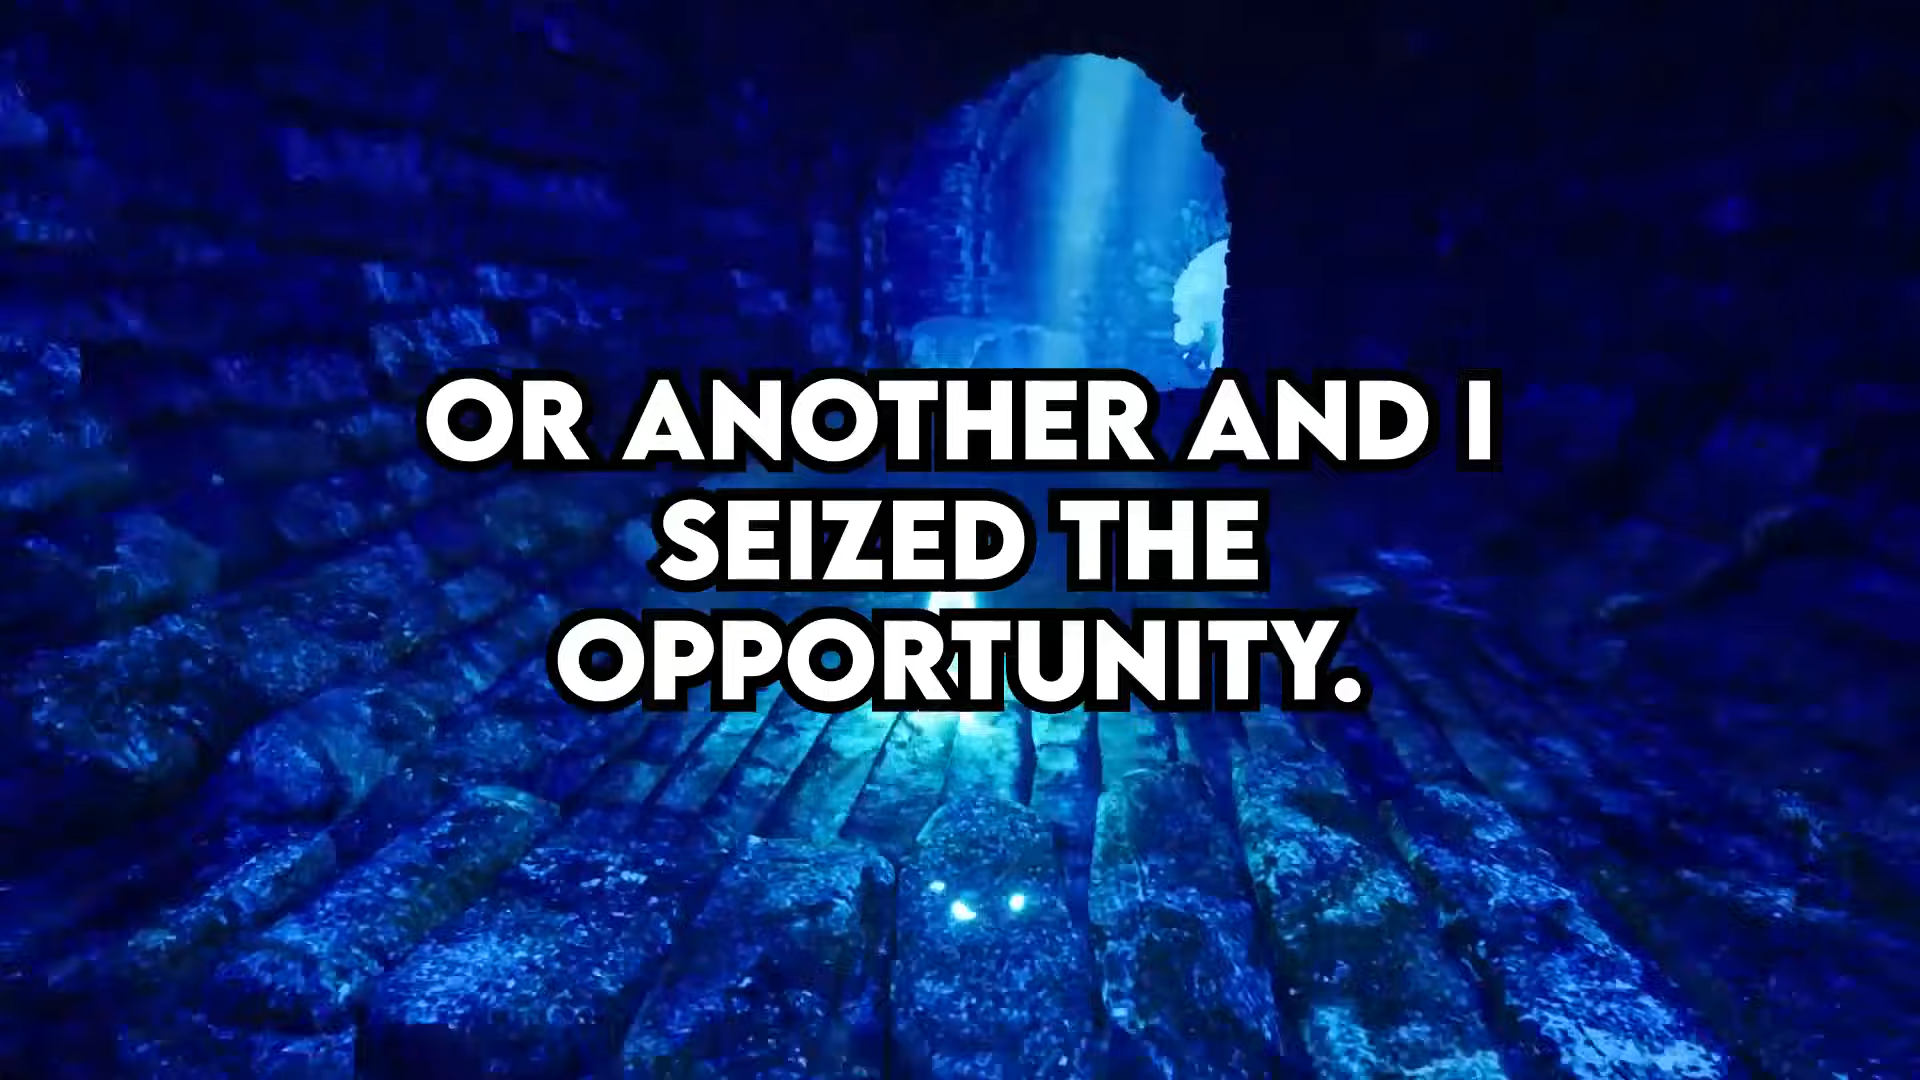 OR ANOTHER AND I
SEIZED THE
OPPORTUNITY.